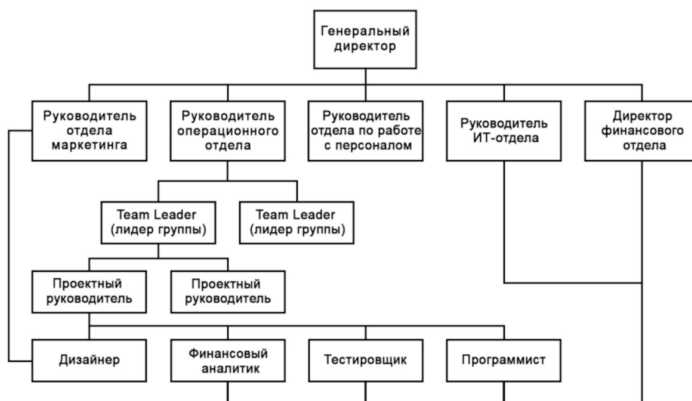 Генеральный
директор
Руководитель
отдела
маркетинга
Руководитель
операционного
отдела
Руководитель
отдела по работе
с персоналом
Руководитель
ИТ-отдела
Директор
финансового
отдела
Team Leader
(лидер группы)
Team Leader
(лидер группы)
Проектный
руководитель
Проектный
руководитель
Дизайнер
Финансовый
аналитик
Тестировщик
Программист